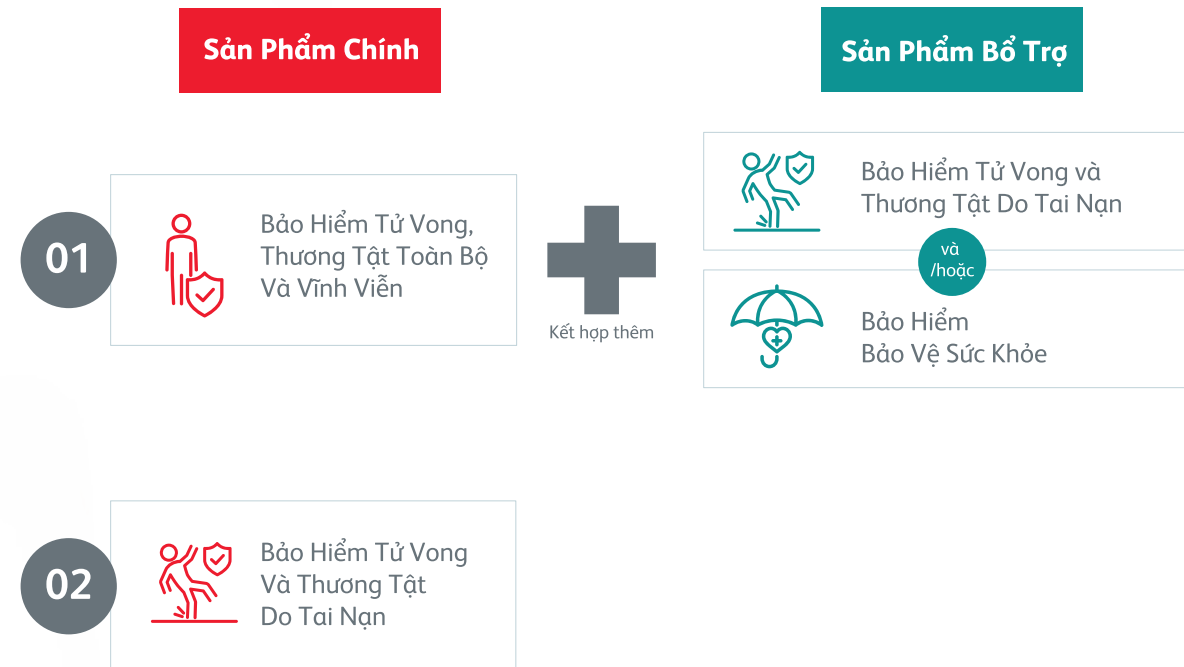 Sản Phẩm Chính
Sản Phẩm Bổ Trợ
01
Bảo Hiểm Tử Vong,
Thương Tật Toàn Bộ
Và Vĩnh Viễn
Kết hợp thêm
Bảo Hiểm Tử Vong và
Thương Tật Do Tai Nạn
và
/hoặc
Bảo Hiểm
Bảo Vệ Sức Khỏe
02
Bảo Hiểm Tử Vong
Và Thương Tật
Do Tai Nạn